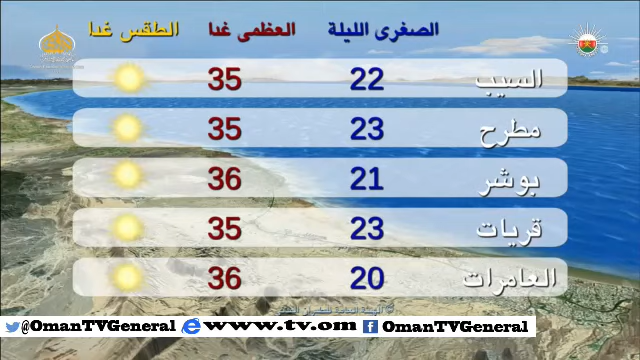 الصغرى الليلة العظمى غدا الطقس غدا
السيب 22 35
مطرح 23 35
بوشر 21 36
قريات 23 35
العامرات 20 36
@OmanTVGeneral www.tv.om OmanTVGeneral